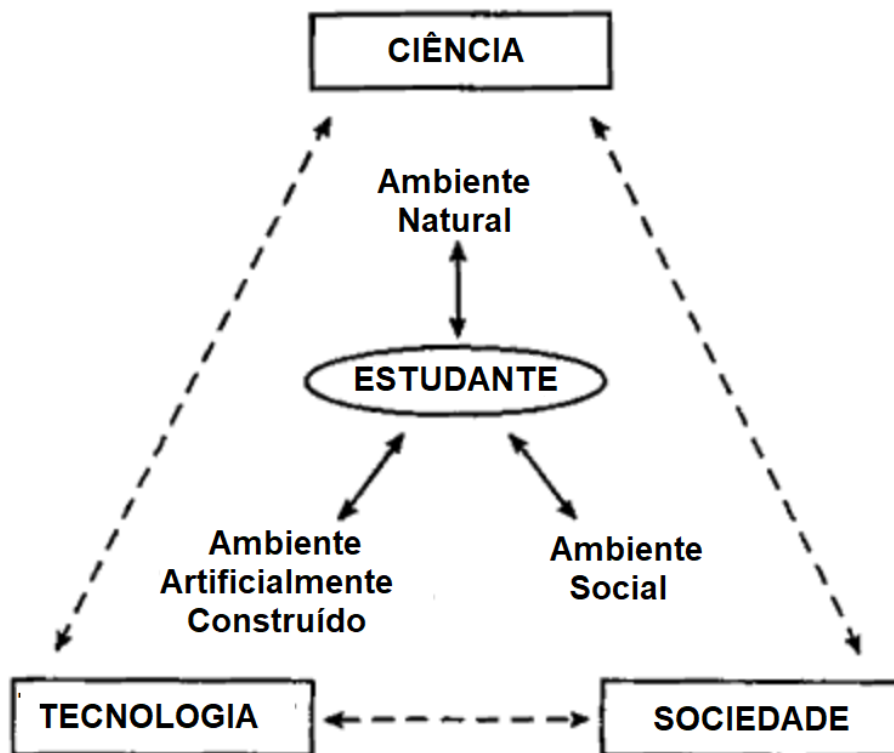 CIÊNCIA
Ambiente
Natural
ESTUDANTE
Ambiente
Artificialmente
Construído
Ambiente
Social
TECNOLOGIA
SOCIEDADE